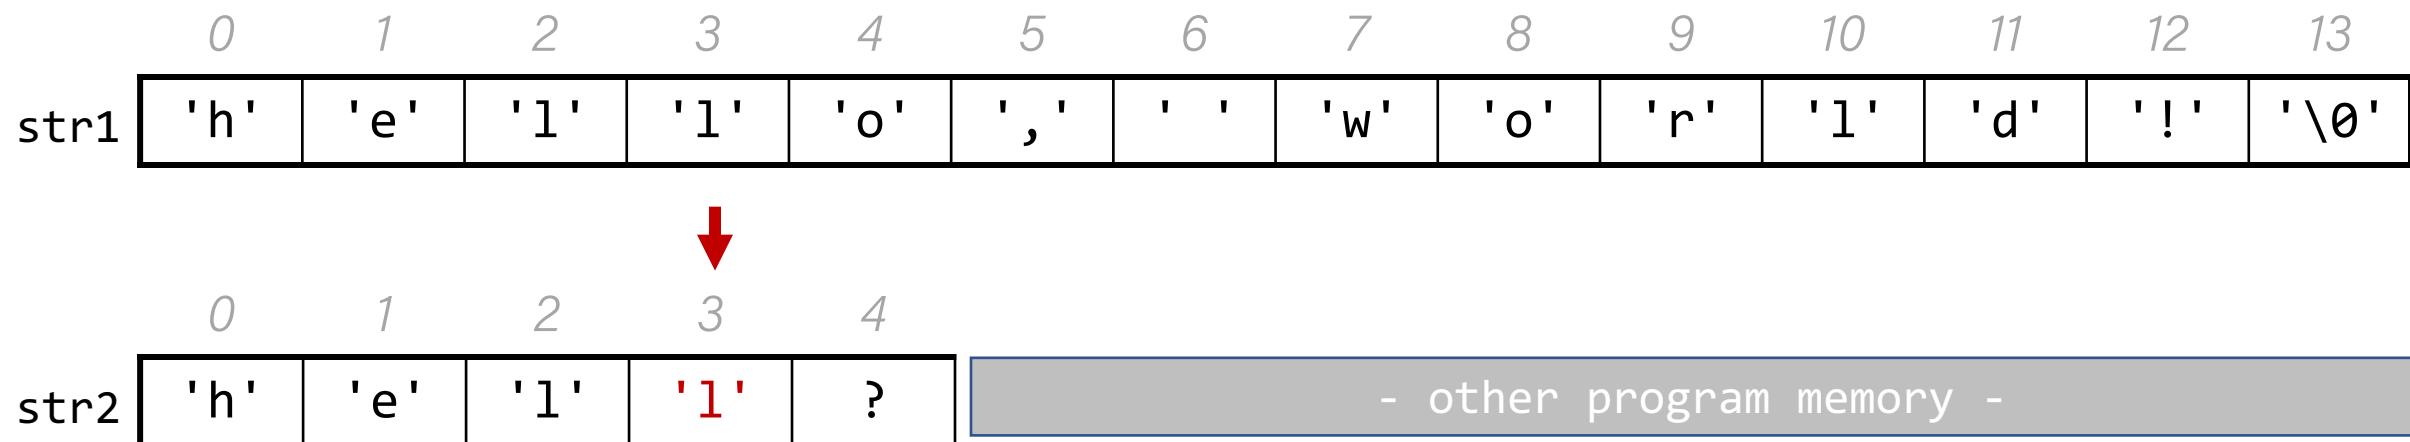 0 1 2 3 4 5 6 7 8 9 10 11 12 13
str1 'h' 'e' 'l' 'l' 'o' ',' ' ' 'w' 'o' 'r' 'l' 'd' '!' '\0'
0 1 2 3 4
str2 'h' 'e' 'l' 'l' ? - other program memory -